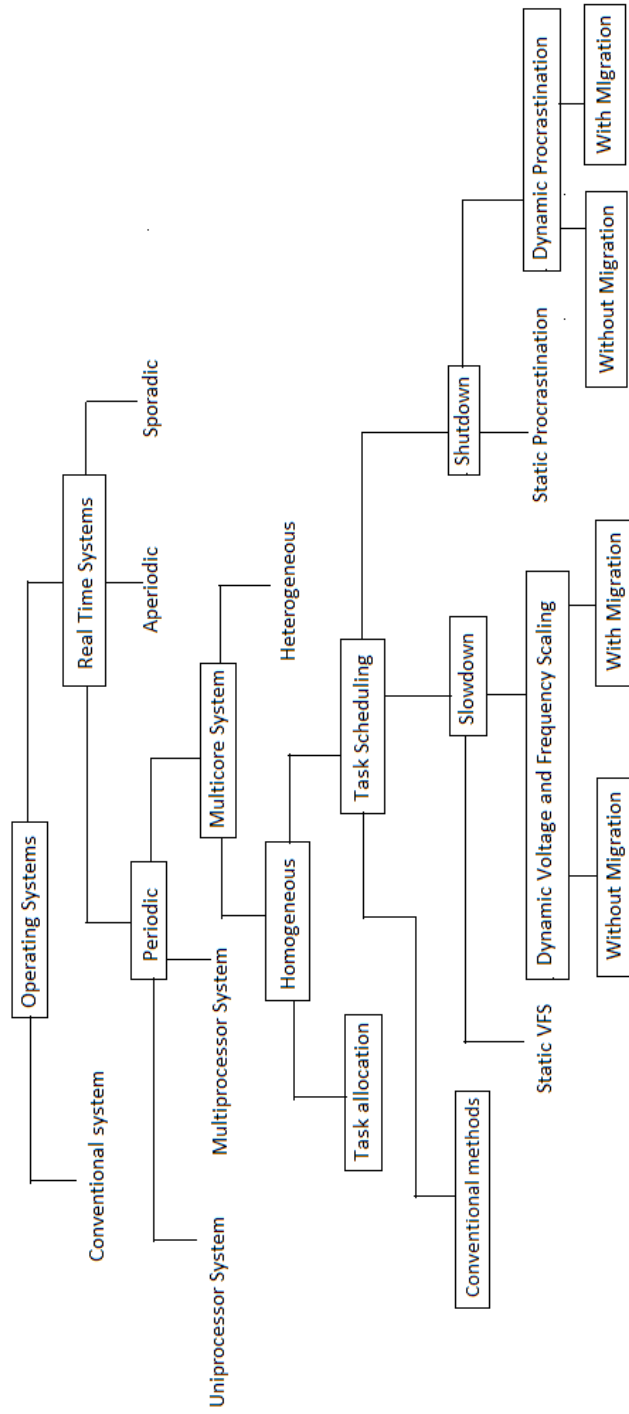 Operating Systems
Conventional system
Real Time Systems
Periodic
Aperiodic
Sporadic
Uniprocessor System
Multiprocessor System
Multicore System
Homogeneous
Heterogeneous
Task allocation
Task Scheduling
Conventional methods
Slowdown
Shutdown
Static VFS
Dynamic Voltage and Frequency Scaling
Static Procrastination
Dynamic Procrastination
Without Migration
With Migration
Without Migration
With MIgration